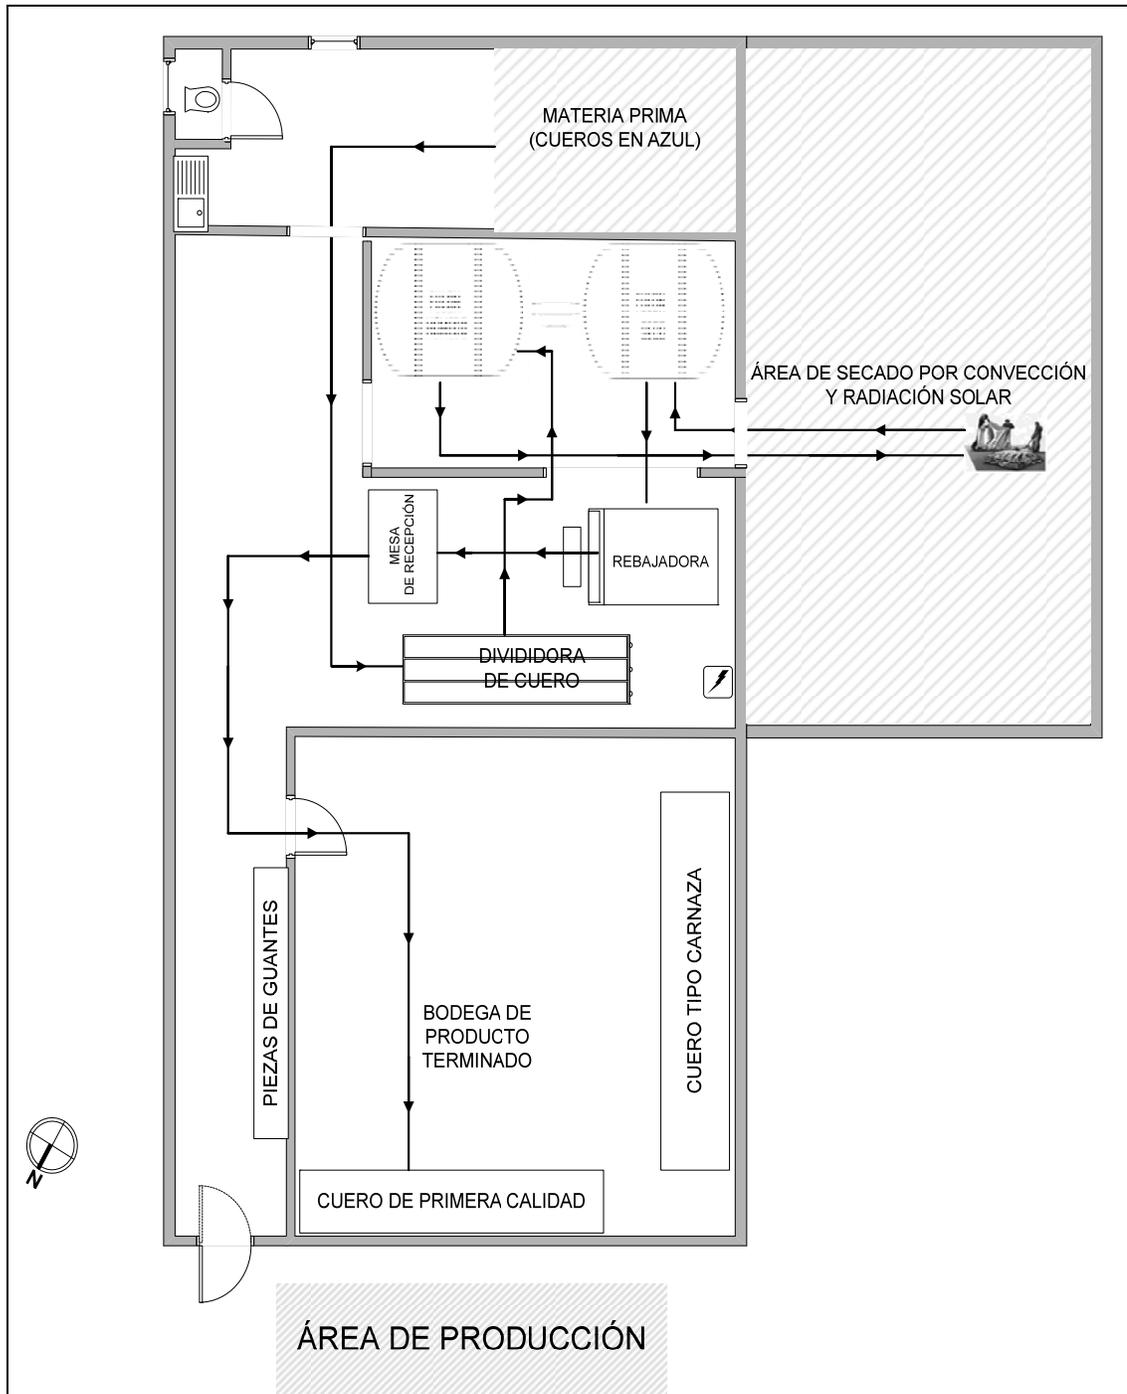 MATERIA PRIMA
(CUEROS EN AZUL)
ÁREA DE SECADO POR CONVECCIÓN
Y RADIACIÓN SOLAR
MESA
DE RECEPCIÓN
REBAJADORA
DIVIDIDORA
DE CUERO
PIEZAS DE GUANTES
BODEGA DE
PRODUCTO
TERMINADO
CUERO TIPO CARNAZA
N
CUERO DE PRIMERA CALIDAD
ÁREA DE PRODUCCIÓN